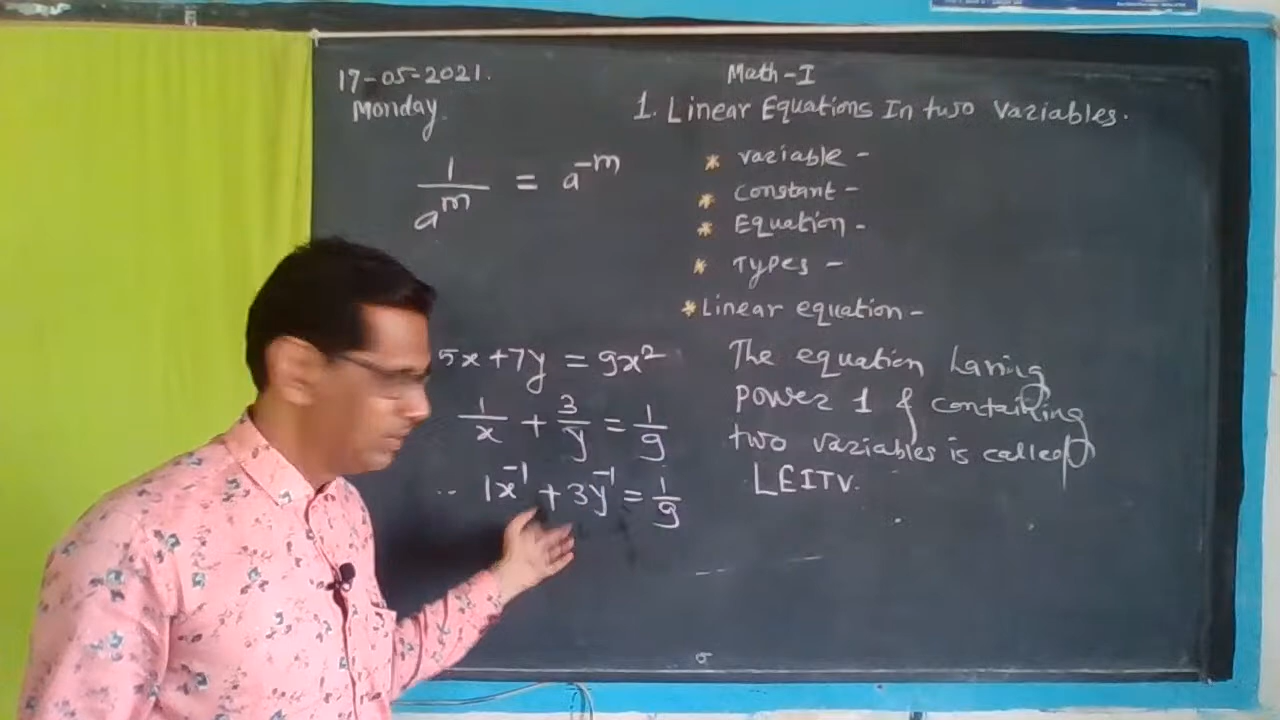 17-05-2021.
Monday.
Math-I
1. Linear Equations In two variables.
1/a^m = a^-m
* variable -
* constant -
* Equation -
* Types -
* Linear equation -
5x+7y = 9x²
1/x + 3/y = 1/9
1x⁻¹ + 3y⁻¹ = 1/9
The equation having
power 1 & containing
two variables is called
LEITV.